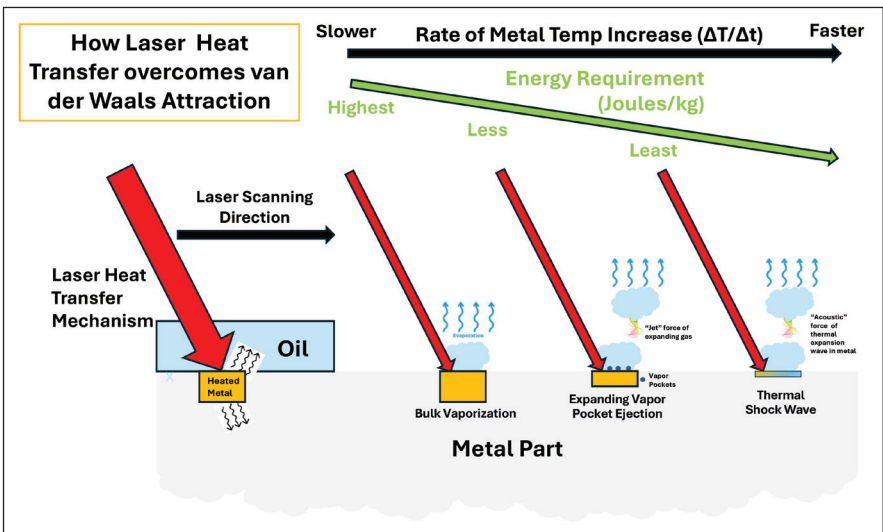 How Laser Heat
Transfer overcomes van
der Waals Attraction
Slower
Rate of Metal Temp Increase (ΔT/Δt)
Faster
Energy Requirement
(Joules/kg)
Highest
Less
Least
Laser Scanning
Direction
Laser Heat
Transfer
Mechanism
Oil
Heated
Metal
Evaporation
Bulk Vaporization
"Jet" force of
expanding gas
Vapor
Pockets
Expanding Vapor
Pocket Ejection
"Acoustic"
force of
thermal
expansion
wave in metal
Thermal
Shock Wave
Metal Part